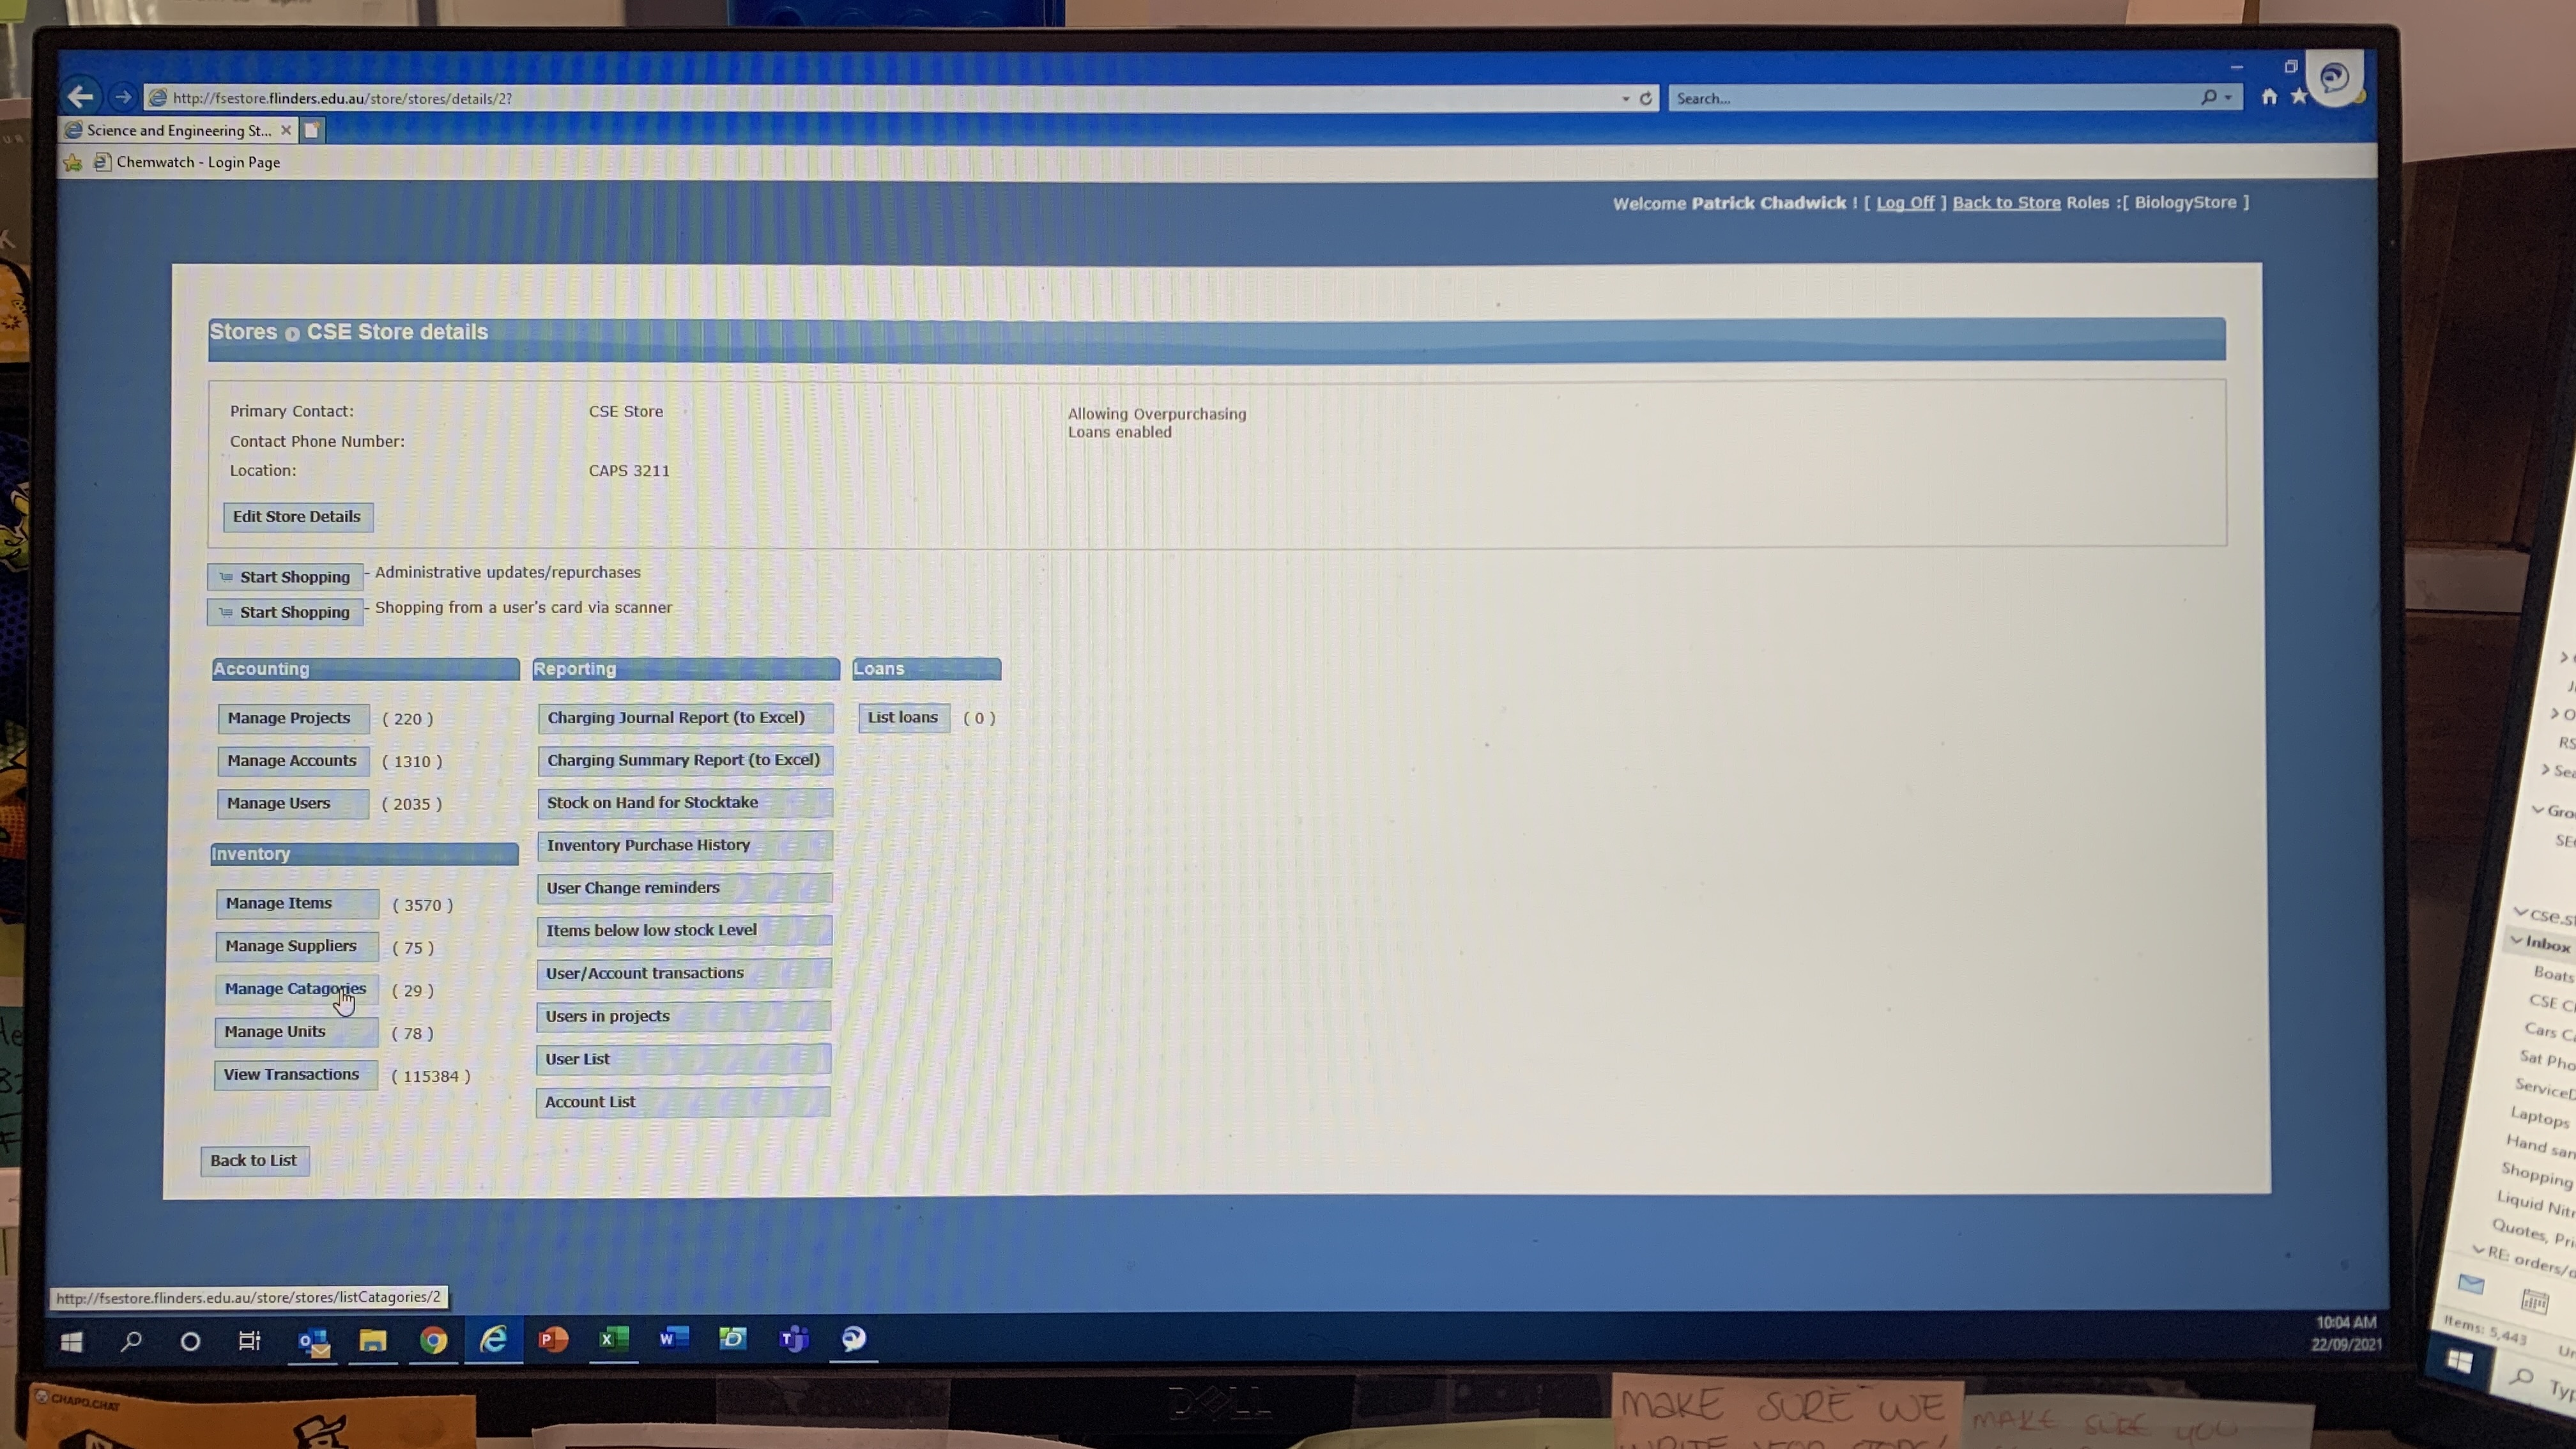 http://fsestore.flinders.edu.au/store/stores/details/2?
Search...
Science and Engineering St...
Chemwatch - Login Page
Welcome Patrick Chadwick ! [ Log Off ] Back to Store Roles :[ BiologyStore ]
Stores CSE Store details
Primary Contact: CSE Store
Allowing Overpurchasing
Loans enabled
Contact Phone Number:
Location: CAPS 3211
Edit Store Details
Start Shopping - Administrative updates/repurchases
Start Shopping - Shopping from a user's card via scanner
Accounting
Manage Projects ( 220 )
Manage Accounts ( 1310 )
Manage Users ( 2035 )
Inventory
Manage Items ( 3570 )
Manage Suppliers ( 75 )
Manage Catagories ( 29 )
Manage Units ( 78 )
View Transactions ( 115384 )
Reporting
Charging Journal Report (to Excel)
Charging Summary Report (to Excel)
Stock on Hand for Stocktake
Inventory Purchase History
User Change reminders
Items below low stock Level
User/Account transactions
Users in projects
User List
Account List
Loans
List loans ( 0 )
Back to List
http://fsestore.flinders.edu.au/store/stores/listCatagories/2
10:04 AM
22/09/2021
DELL
CHAPO.CHAT
MAKE SURE WE
MAKE SURE YOU
Inbox
Boats
CSE
Cars
Sat
Laptops
Hand
Shopping
Liquid
Quotes,
RE: orders/
Items: 5,443